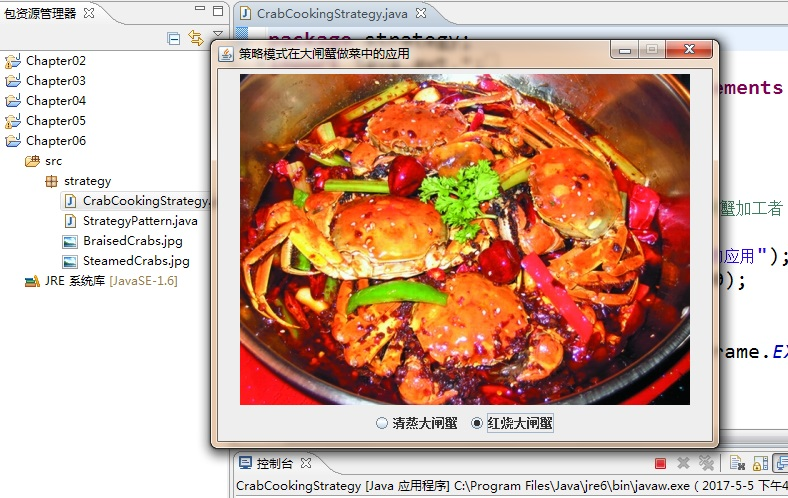 包资源管理器
CrabCookingStrategy.java
Chapter02
Chapter03
Chapter04
Chapter05
Chapter06
src
strategy
CrabCookingStrategy.
StrategyPattern.java
BraisedCrabs.jpg
SteamedCrabs.jpg
JRE 系统库 [JavaSE-1.6]
package strategy;
策略模式在大闸蟹做菜中的应用
ements
蟹加工者
应用");
);
rame.EX
清蒸大闸蟹 红烧大闸蟹
控制台
CrabCookingStrategy [Java 应用程序] C:\Program Files\Java\jre6\bin\javaw.exe ( 2017-5-5 下午4